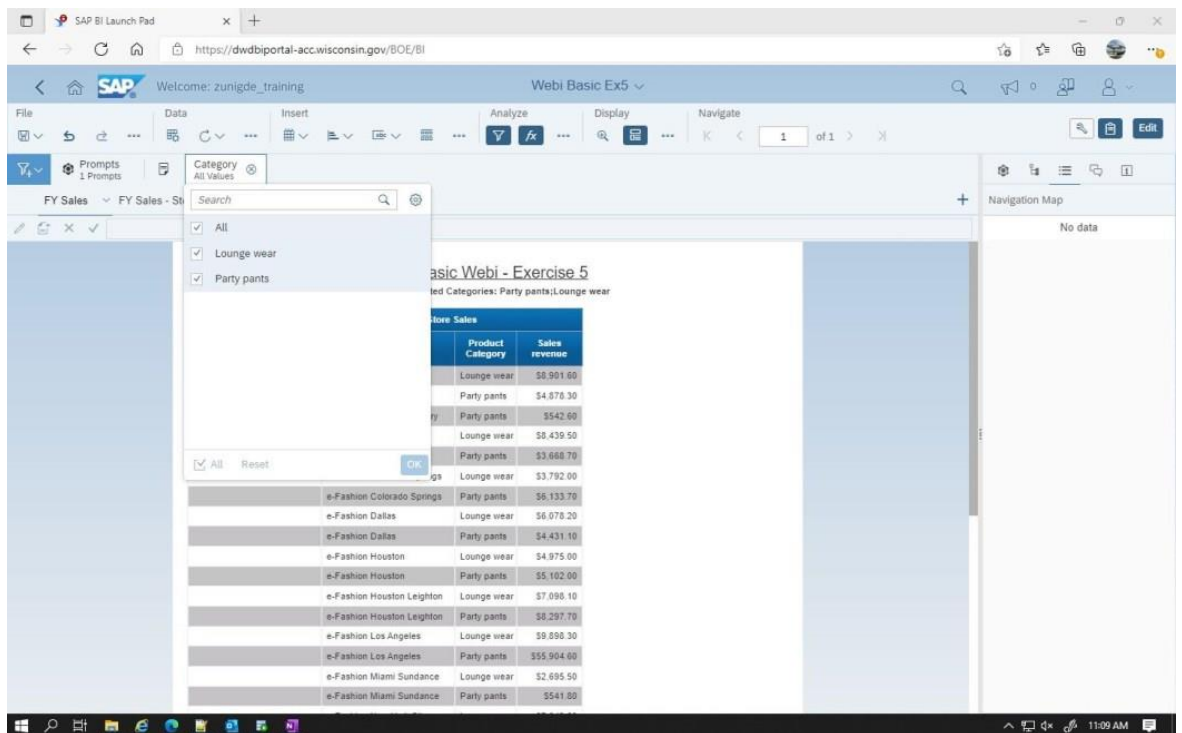 SAP BI Launch Pad
https://dwdbiportal-acc.wisconsin.gov/BOE/BI
SAP Welcome: zunigde_training Webi Basic Ex5
File Data Insert Analyze Display Navigate
1 of 1 Edit
Prompts
1 Prompts
Category
All Values
FY Sales FY Sales - St
Search
Navigation Map
No data
All
Lounge wear
Party pants
All Reset OK
asic Webi - Exercise 5
ted Categories: Party pants;Lounge wear
Store Sales
Product Category Sales revenue
Lounge wear $8,901.60
Party pants $4,878.30
ry Party pants $542.60
Lounge wear $8,439.50
Party pants $3,668.70
ngs Lounge wear $3,792.00
e-Fashion Colorado Springs Party pants $6,133.70
e-Fashion Dallas Lounge wear $6,078.20
e-Fashion Dallas Party pants $4,431.10
e-Fashion Houston Lounge wear $4,975.00
e-Fashion Houston Party pants $5,102.00
e-Fashion Houston Leighton Lounge wear $7,098.10
e-Fashion Houston Leighton Party pants $8,297.70
e-Fashion Los Angeles Lounge wear $9,898.30
e-Fashion Los Angeles Party pants $55,904.60
e-Fashion Miami Sundance Lounge wear $2,695.50
e-Fashion Miami Sundance Party pants $541.80
11:09 AM